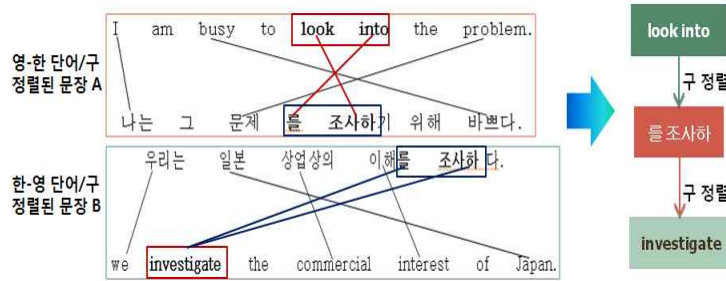 영-한 단어/구
정렬된 문장 A
I am busy to look into the problem.
나는 그 문제 를 조사하기 위해 바쁘다.
한-영 단어/구
정렬된 문장 B
우리는 일본 상업상의 이해를 조사하다.
we investigate the commercial interest of Japan.
look into
구 정렬
를 조사하
구 정렬
investigate